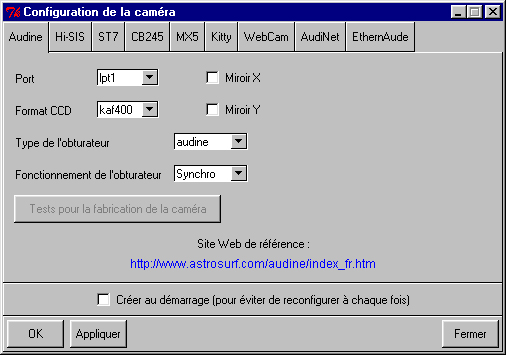 Configuration de la caméra
Audine Hi-SIS ST7 CB245 MX5 Kitty WebCam AudiNet EthernAude
Port lpt1 Miroir X
Format CCD kaf400 Miroir Y
Type de l'obturateur audine
Fonctionnement de l'obturateur Synchro
Tests pour la fabrication de la caméra
Site Web de référence :
http://www.astrosurf.com/audine/index_fr.htm
Créer au démarrage (pour éviter de reconfigurer à chaque fois)
OK Appliquer Fermer